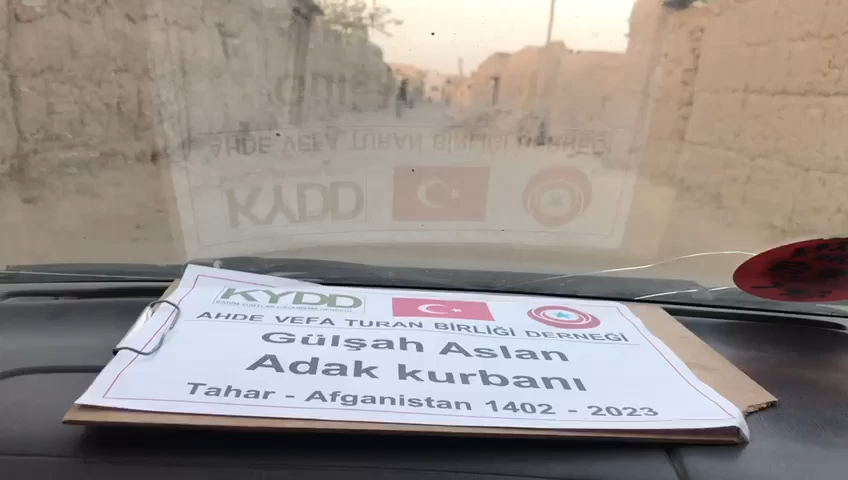 KYDD
AHDE VEFA TURAN BİRLİĞİ DERNEĞİ
Gülşah Aslan
Adak kurbanı
Tahar - Afganistan 1402 - 2023